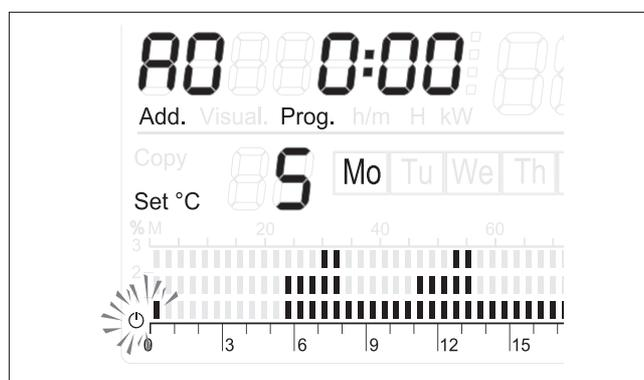 A0 0:00
Add. Visual. Prog. h/m H kW
Copy
Set °C 5 Mo Tu We Th
% M 20 40 60
3
2
0 3 6 9 12 15